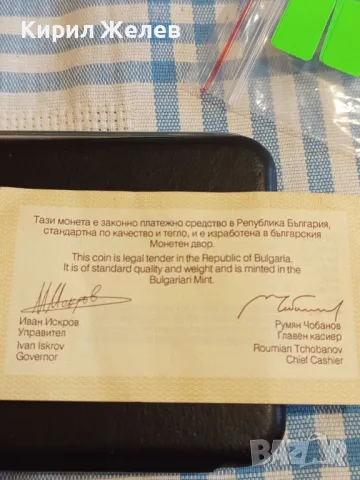 Кирил Желев
Тази монета е законно платежно средство в Република България,
стандартна по качество и тегло, и е изработена в българския
Монетен двор.
This coin is legal tender in the Republic of Bulgaria.
It is of standard quality and weight and is minted in the
Bulgarian Mint.
Иван Искров
Управител
Ivan Iskrov
Governor
Румян Чобанов
Главен касиер
Roumian Tchobanov
Chief Cashier
BAZAR